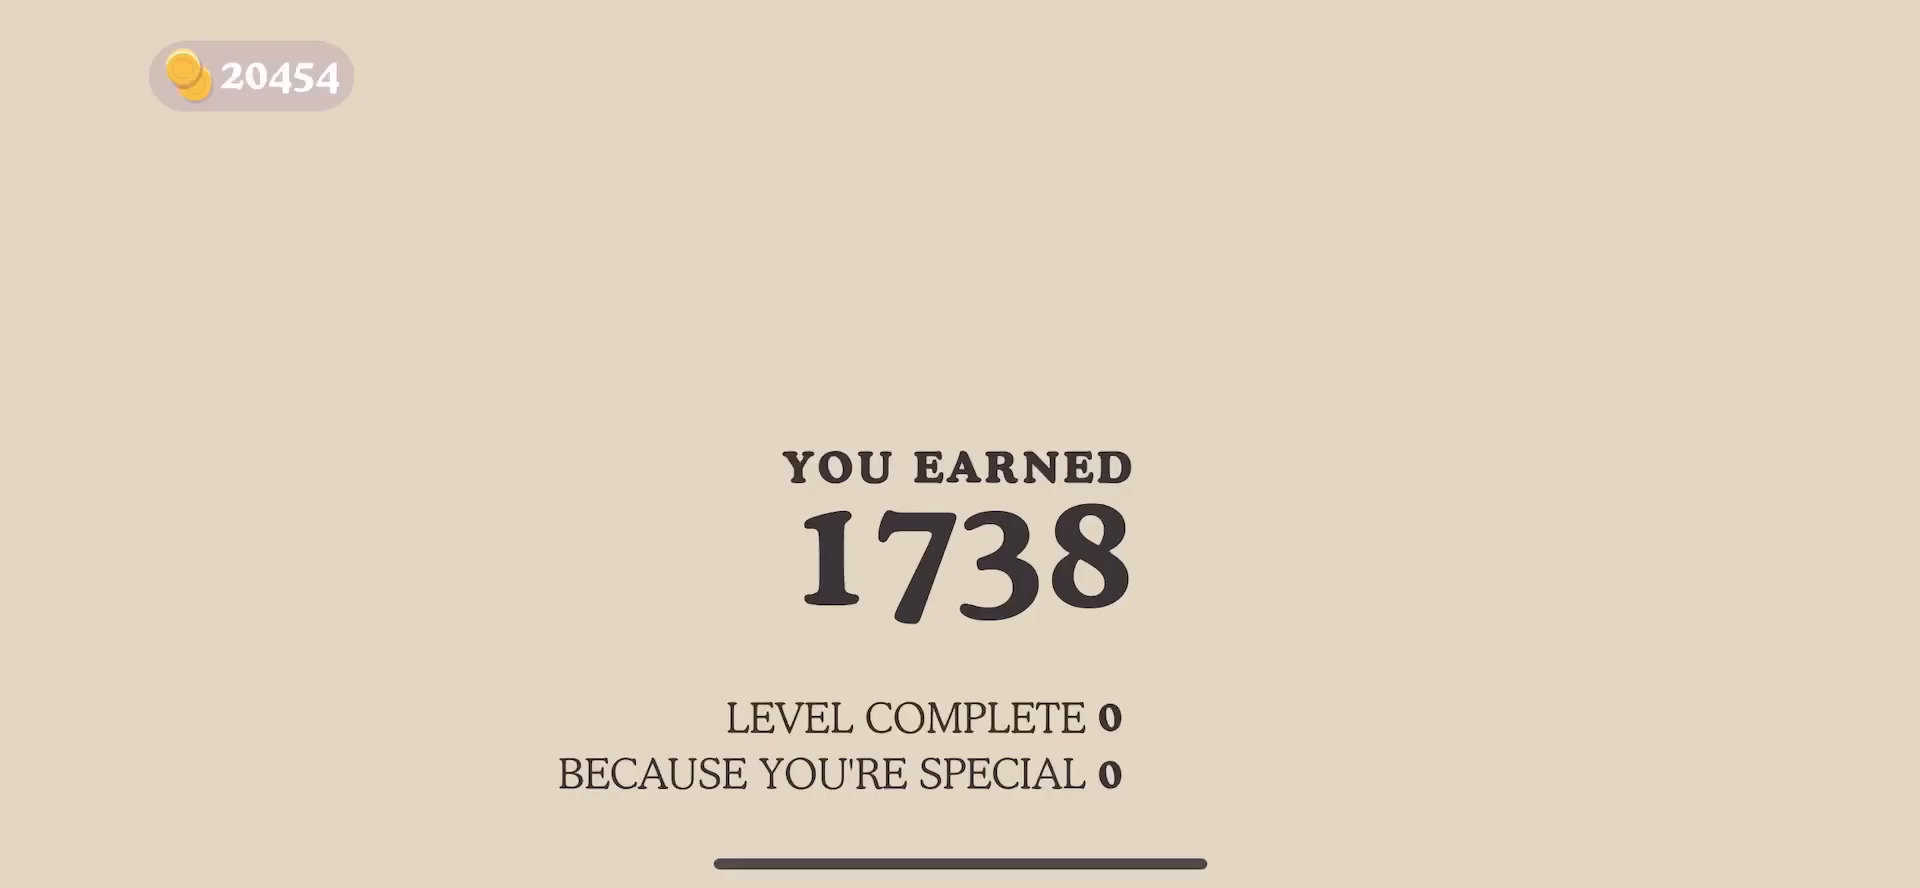 20454
YOU EARNED
1738
LEVEL COMPLETE 0
BECAUSE YOU'RE SPECIAL 0